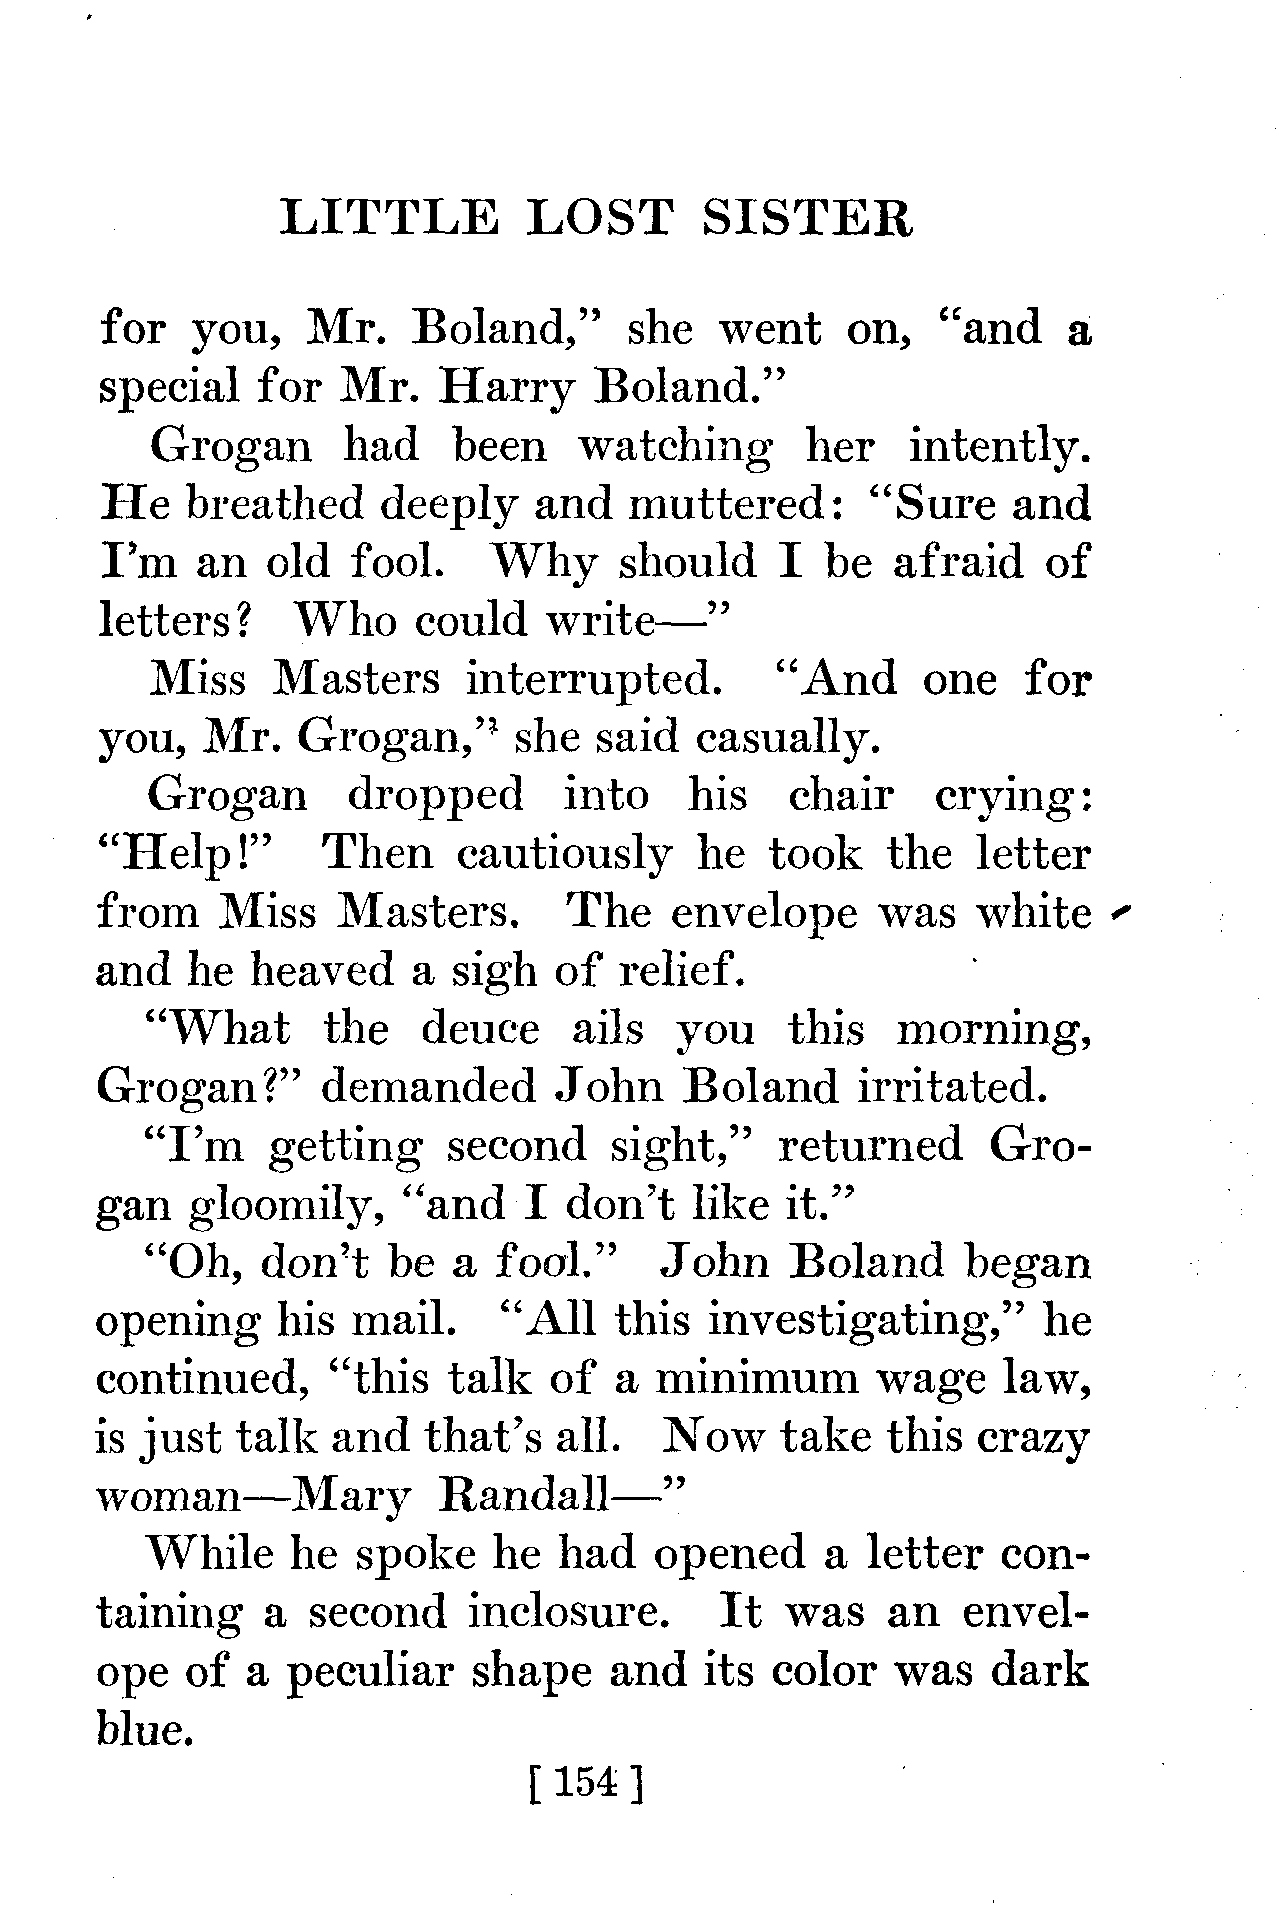 LITTLE LOST SISTER
for you, Mr. Boland,” she went on, “and a
special for Mr. Harry Boland.”
Grogan had been watching her intently.
He breathed deeply and muttered: “Sure and
I’m an old fool. Why should I be afraid of
letters? Who could write—”
Miss Masters interrupted. “And one for
you, Mr. Grogan,” she said casually.
Grogan dropped into his chair crying:
“Help!” Then cautiously he took the letter
from Miss Masters. The envelope was white
and he heaved a sigh of relief.
“What the deuce ails you this morning,
Grogan?” demanded John Boland irritated.
“I’m getting second sight,” returned Gro-
gan gloomily, “and I don’t like it.”
“Oh, don’t be a fool.” John Boland began
opening his mail. “All this investigating,” he
continued, “this talk of a minimum wage law,
is just talk and that’s all. Now take this crazy
woman—Mary Randall—”
While he spoke he had opened a letter con-
taining a second inclosure. It was an envel-
ope of a peculiar shape and its color was dark
blue.
[ 154 ]